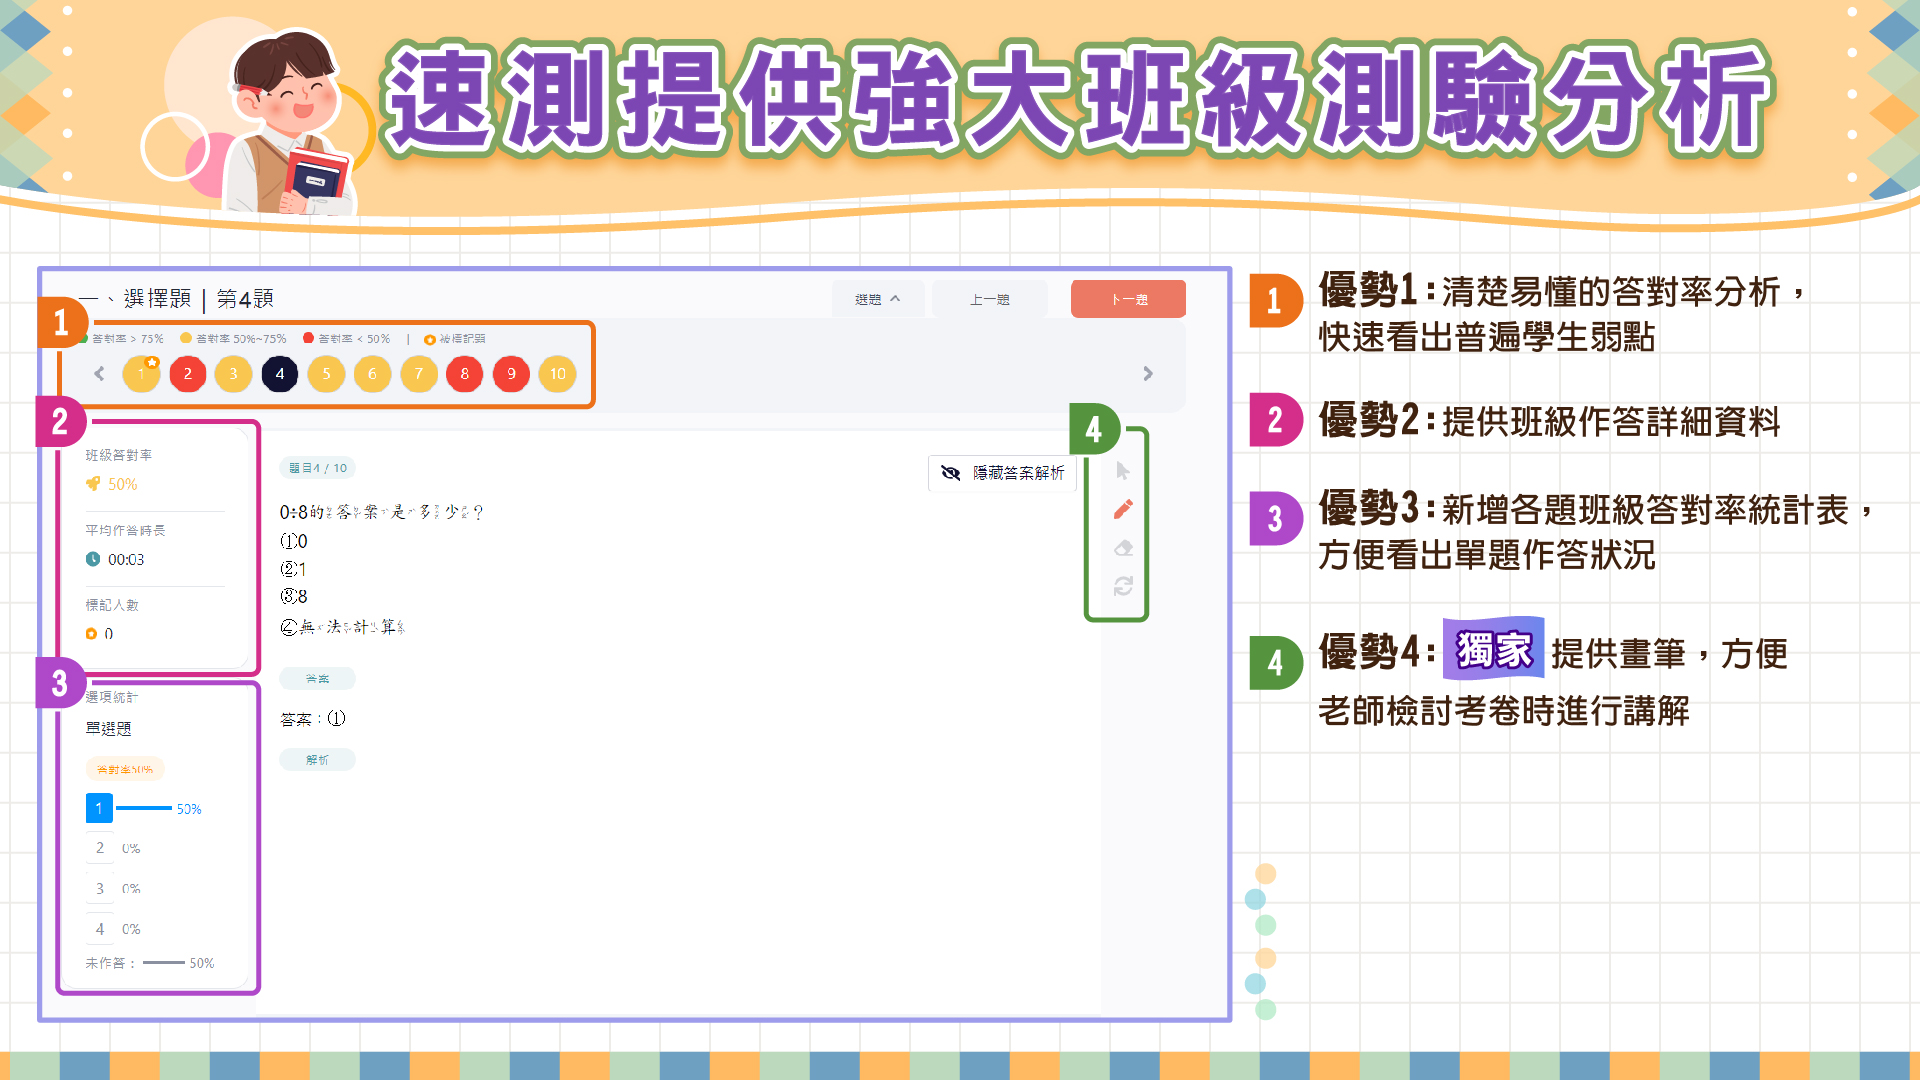 速測提供強大班級測驗分析
一、選擇題 | 第4題
選題
上一題
下一題
1
答對率 > 75% 答對率 50%~75% 答對率 < 50% | 被標記題
1 2 3 4 5 6 7 8 9 10
2
班級答對率
50%
平均作答時長
00:03
標記人數
0
3
選項統計
單選題
答對率50%
1 50%
2 0%
3 0%
4 0%
未作答: 50%
題目4 / 10
隱藏答案解析
4
0÷8的答案是多少?
①0
②1
③8
④無法計算
答案
答案:①
解析
1 優勢1:清楚易懂的答對率分析,
快速看出普遍學生弱點
2 優勢2:提供班級作答詳細資料
3 優勢3:新增各題班級答對率統計表,
方便看出單題作答狀況
4 優勢4:獨家 提供畫筆,方便
老師檢討考卷時進行講解